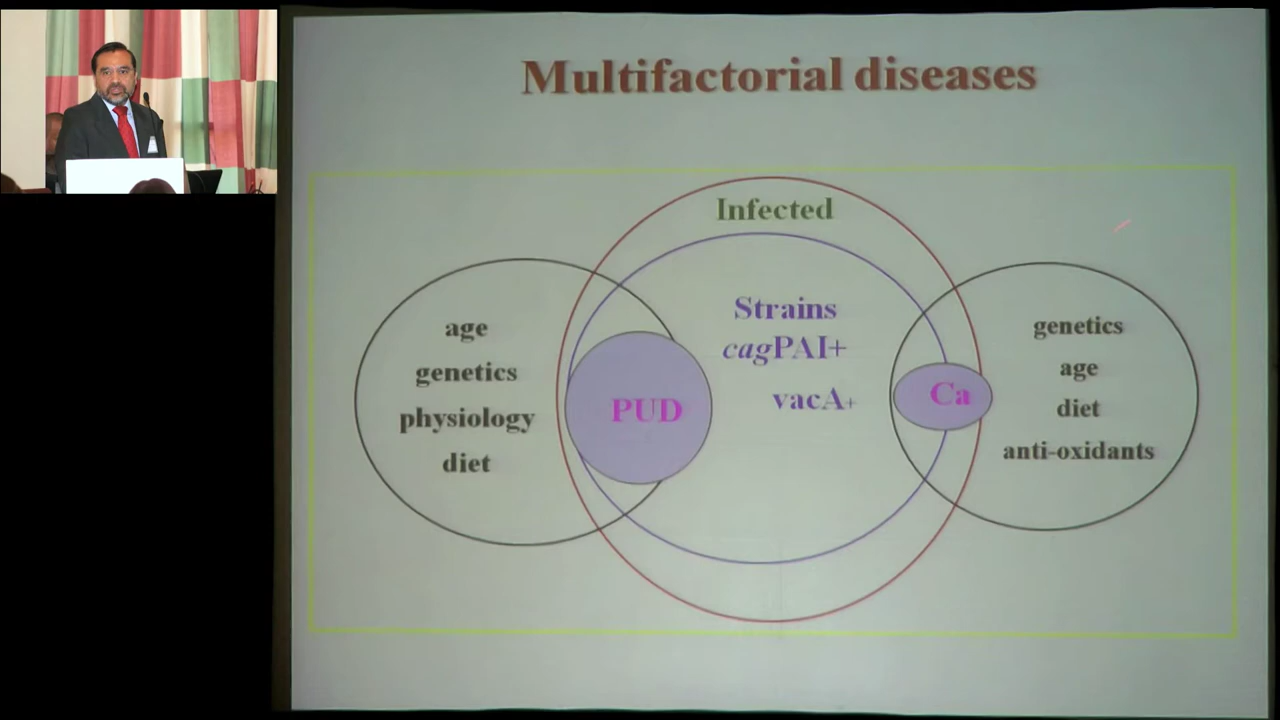 Multifactorial diseases
Infected
Strains
cagPAI+
vacA+
age
genetics
physiology
diet
PUD
Ca
genetics
age
diet
anti-oxidants